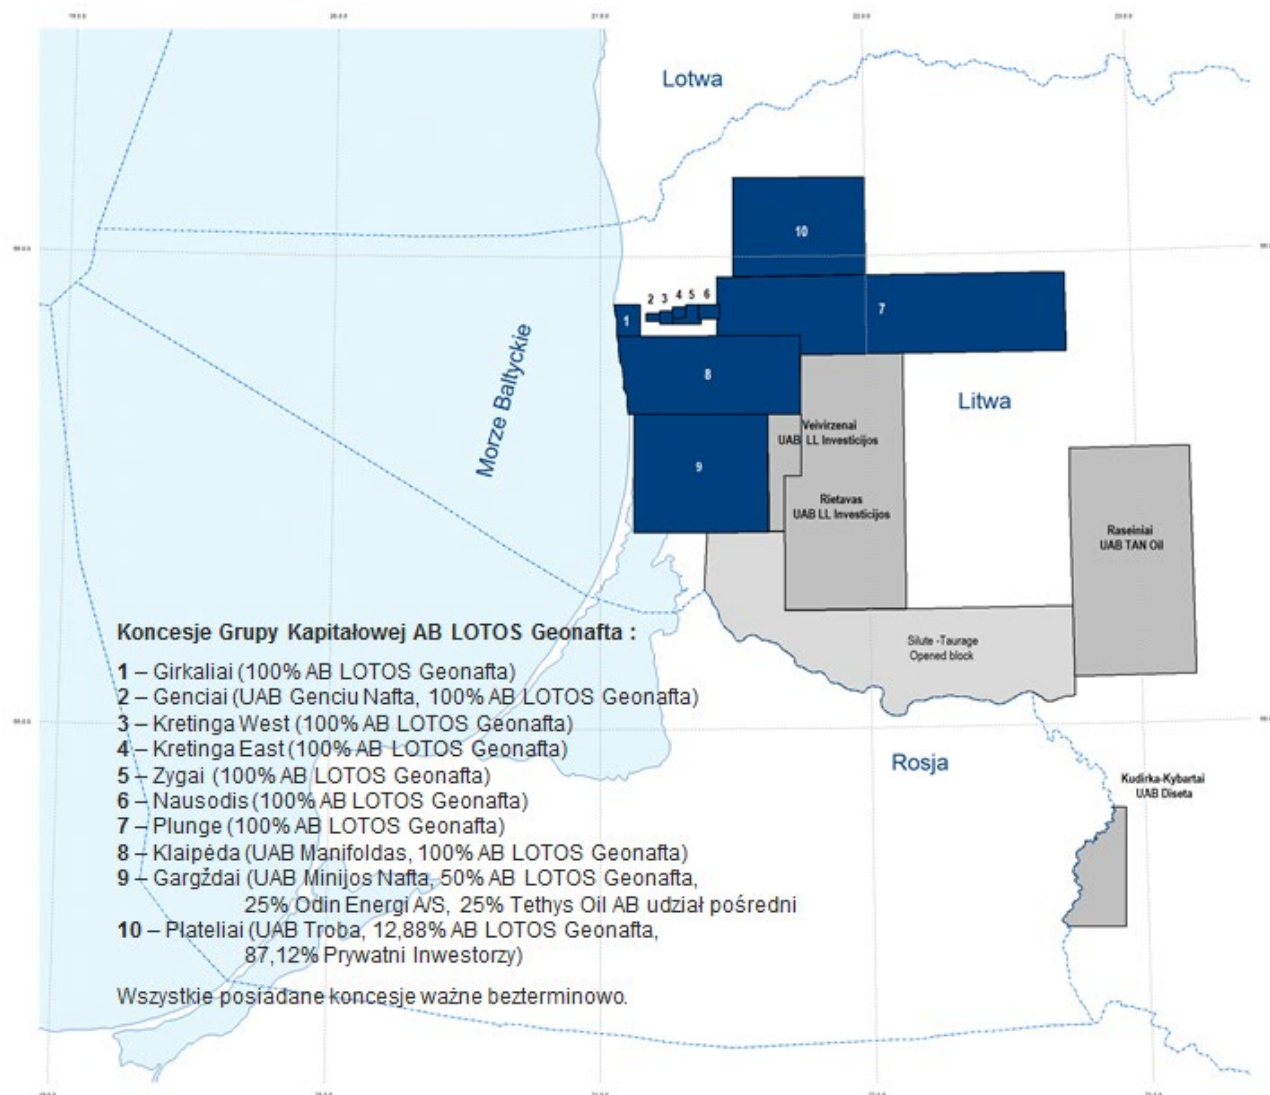 Lotwa
10
2
3
4
5
6
1
7
8
Morze Bałtyckie
Litwa
Veivirzenai
UAB LL Investicijos
9
Rietavas
UAB LL Investicijos
Raseiniai
UAB TAN Oil
Silute -Taurage
Opened block
Rosja
Kudirka-Kybartai
UAB Diseta
Koncesje Grupy Kapitałowej AB LOTOS Geonafta :
1 – Girkaliai (100% AB LOTOS Geonafta)
2 – Genciai (UAB Genciu Nafta, 100% AB LOTOS Geonafta)
3 – Kretinga West (100% AB LOTOS Geonafta)
4 – Kretinga East (100% AB LOTOS Geonafta)
5 – Zygai (100% AB LOTOS Geonafta)
6 – Nausodis (100% AB LOTOS Geonafta)
7 – Plunge (100% AB LOTOS Geonafta)
8 – Klaipėda (UAB Manifoldas, 100% AB LOTOS Geonafta)
9 – Gargždai (UAB Minijos Nafta, 50% AB LOTOS Geonafta,
25% Odin Energi A/S, 25% Tethys Oil AB udział pośredni
10 – Plateliai (UAB Troba, 12,88% AB LOTOS Geonafta,
87,12% Prywatni Inwestorzy)
Wszystkie posiadane koncesje ważne bezterminowo.